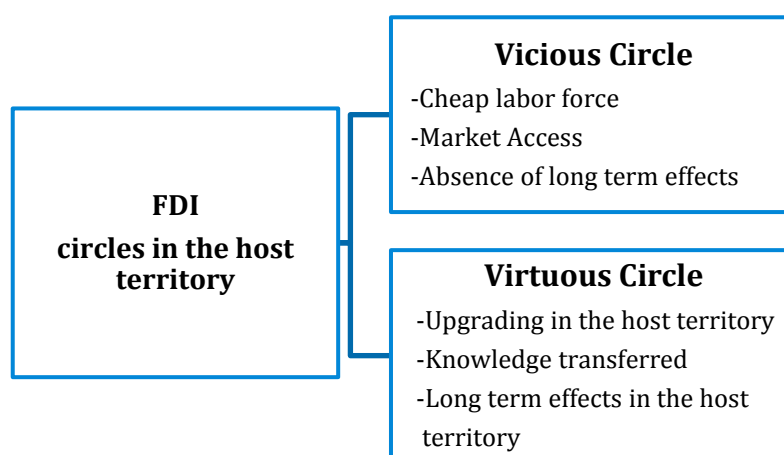 FDI
circles in the host
territory
Vicious Circle
-Cheap labor force
-Market Access
-Absence of long term effects
Virtuous Circle
-Upgrading in the host territory
-Knowledge transferred
-Long term effects in the host
territory